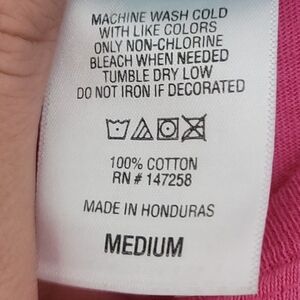 MACHINE WASH COLD
WITH LIKE COLORS
ONLY NON-CHLORINE
BLEACH WHEN NEEDED
TUMBLE DRY LOW
DO NOT IRON IF DECORATED
100% COTTON
RN # 147258
MADE IN HONDURAS
MEDIUM